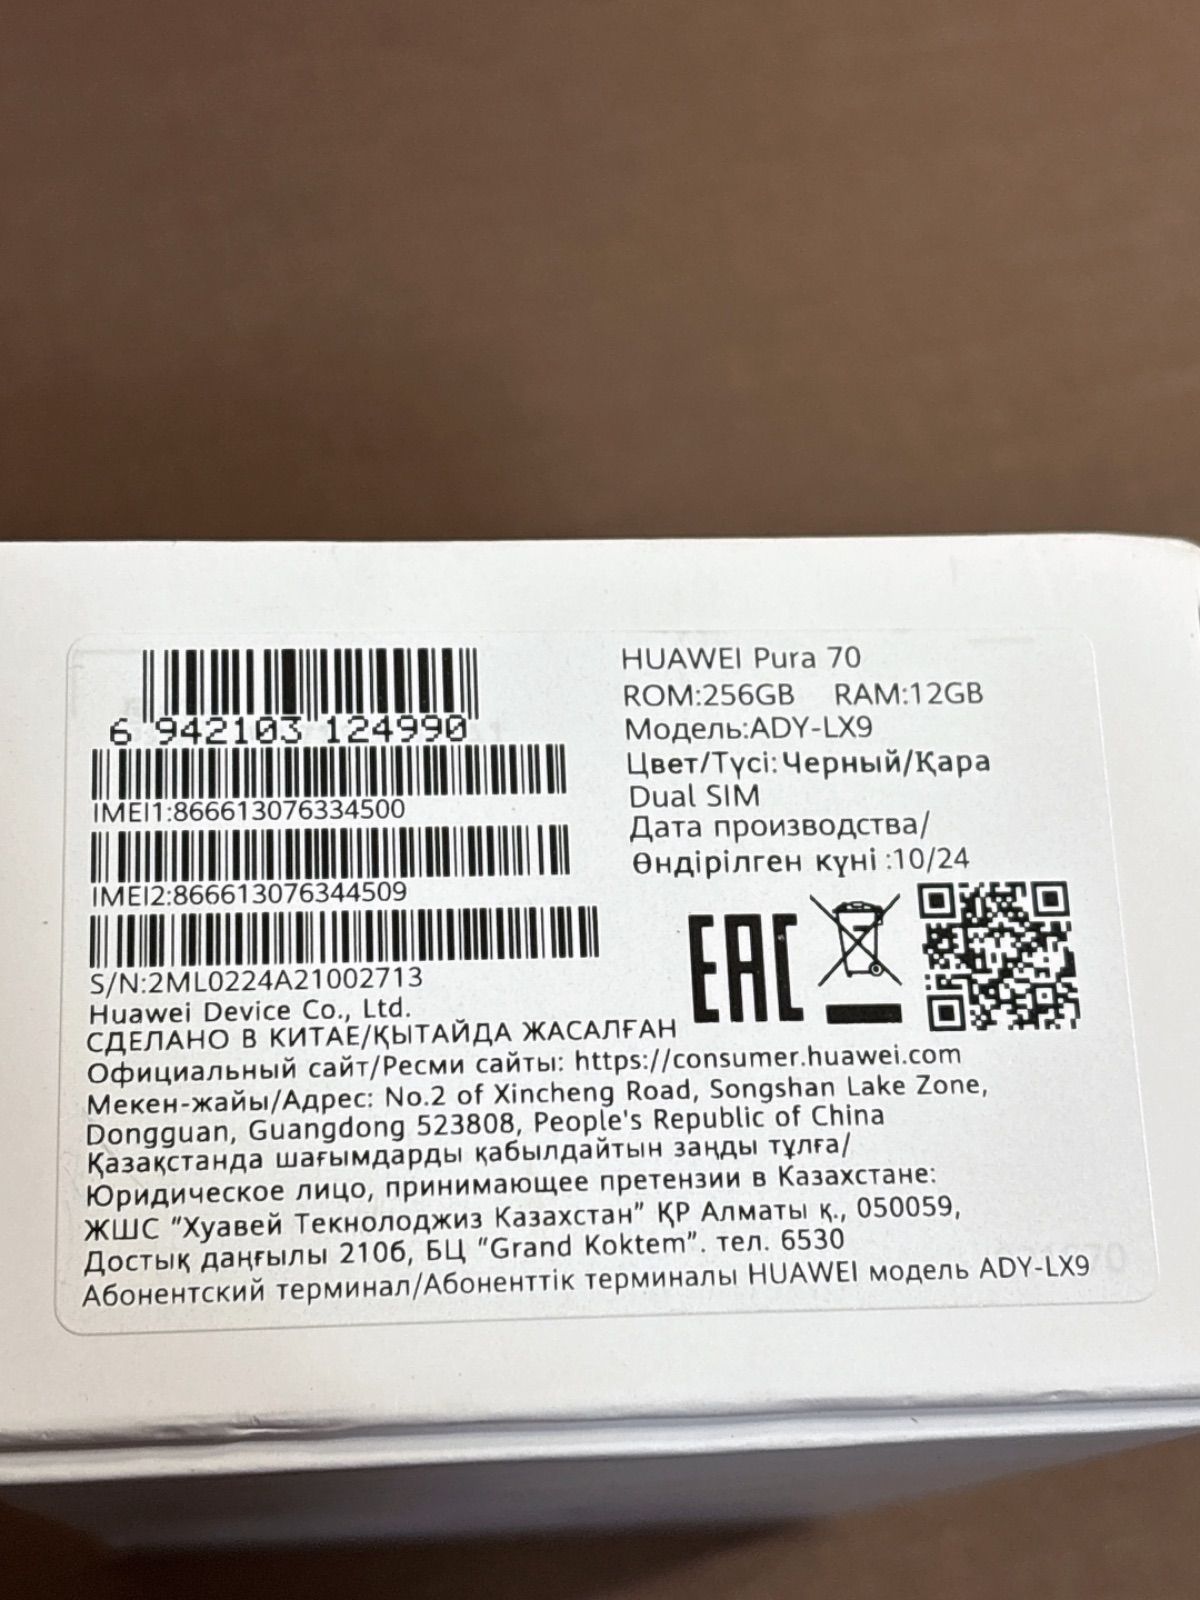 6 942103 124990
IMEI1:866613076334500
IMEI2:866613076344509
S/N:2ML0224A21002713
HUAWEI Pura 70
ROM:256GB RAM:12GB
Модель:ADY-LX9
Цвет/Түсі:Черный/Қара
Dual SIM
Дата производства/
Өндірілген күні :10/24
EAC
Huawei Device Co., Ltd.
СДЕЛАНО В КИТАЕ/ҚЫТАЙДА ЖАСАЛҒАН
Официальный сайт/Ресми сайты: https://consumer.huawei.com
Мекен-жайы/Адрес: No.2 of Xincheng Road, Songshan Lake Zone,
Dongguan, Guangdong 523808, People's Republic of China
Қазақстанда шағымдарды қабылдайтын заңды тұлға/
Юридическое лицо, принимающее претензии в Казахстане:
ЖШС "Хуавей Текнолоджиз Казахстан" ҚР Алматы қ., 050059,
Достық даңғылы 210б, БЦ "Grand Koktem". тел. 6530
Абонентский терминал/Абоненттік терминалы HUAWEI модель ADY-LX9